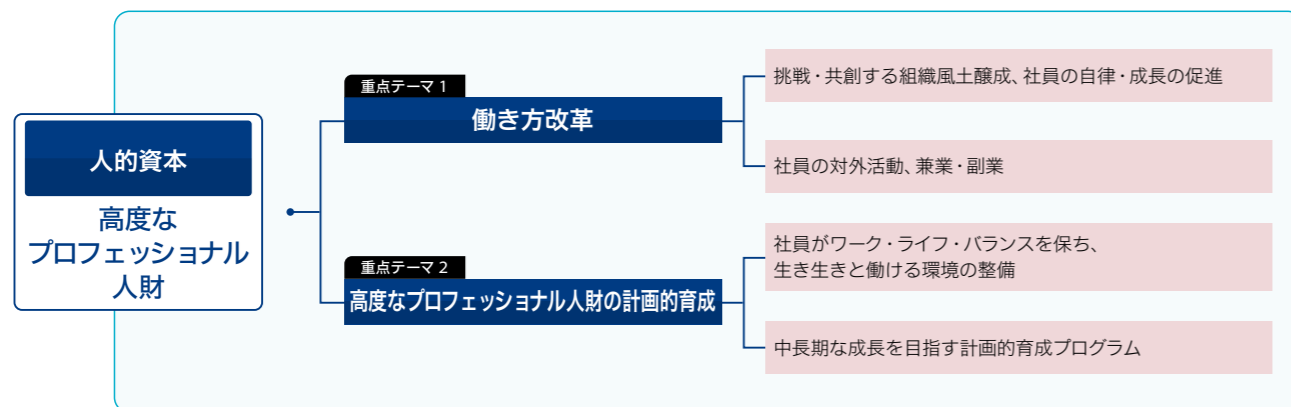 人的資本
高度な
プロフェッショナル
人財
重点テーマ 1
働き方改革
挑戦・共創する組織風土醸成、社員の自律・成長の促進
社員の対外活動、兼業・副業
重点テーマ 2
高度なプロフェッショナル人財の計画的育成
社員がワーク・ライフ・バランスを保ち、
生き生きと働ける環境の整備
中長期な成長を目指す計画的育成プログラム